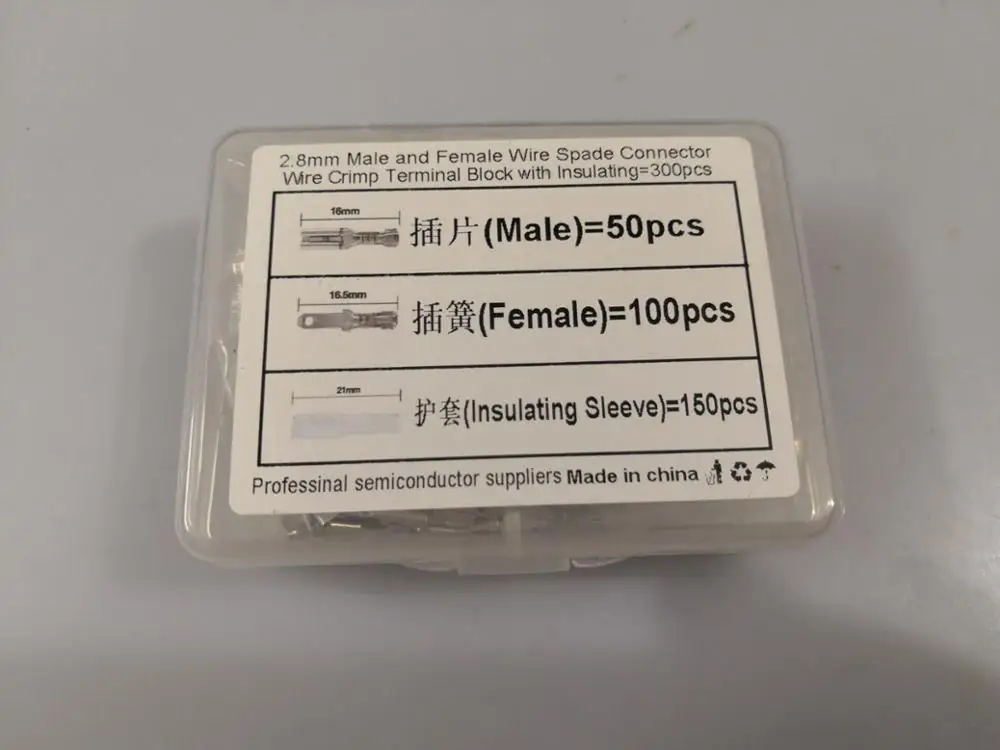 2.8mm Male and Female Wire Spade Connector
Wire Crimp Terminal Block with Insulating=300pcs
16mm
插片(Male)=50pcs
16.5mm
插簧(Female)=100pcs
21mm
护套(Insulating Sleeve)=150pcs
Professinal semiconductor suppliers Made in china